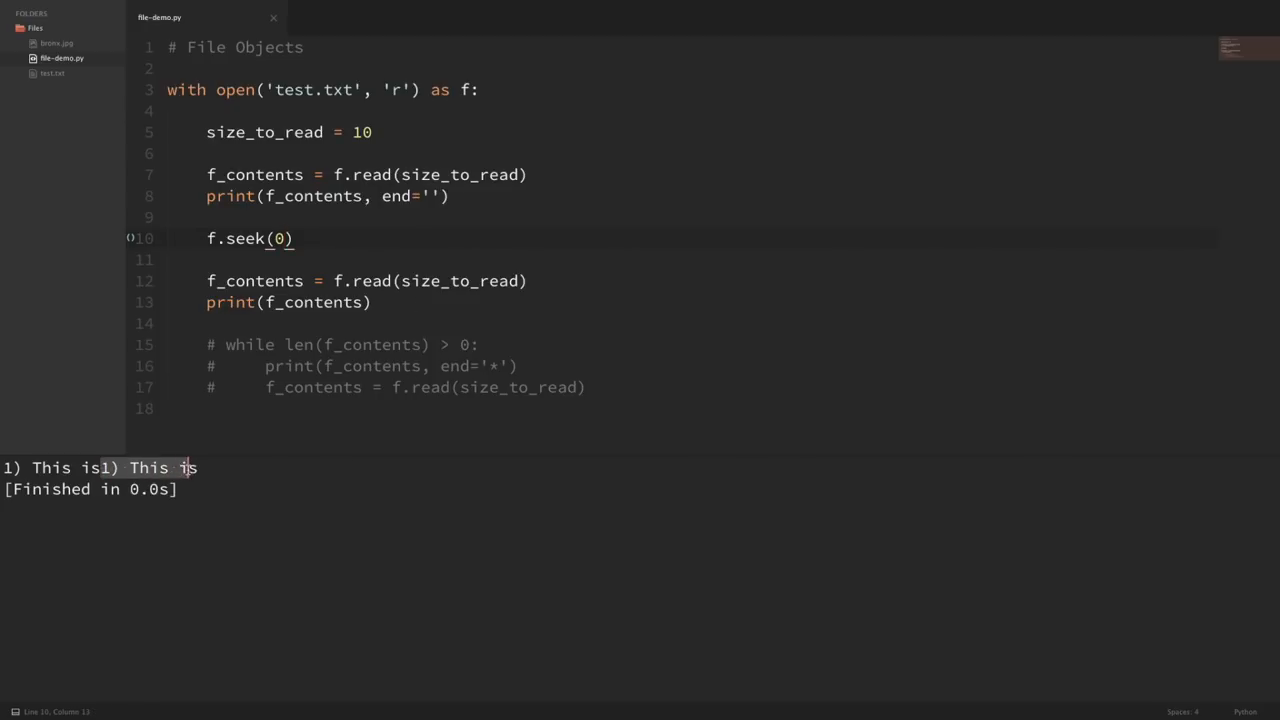 FOLDERS
Files
bronx.jpg
file-demo.py
test.txt
file-demo.py ×
1 # File Objects
2
3 with open('test.txt', 'r') as f:
4
5     size_to_read = 10
6
7     f_contents = f.read(size_to_read)
8     print(f_contents, end='')
9
10     f.seek(0)
11
12     f_contents = f.read(size_to_read)
13     print(f_contents)
14
15     # while len(f_contents) > 0:
16     #     print(f_contents, end='*')
17     #     f_contents = f.read(size_to_read)
18
1) This is1) This is
[Finished in 0.0s]
Line 10, Column 13 Spaces: 4 Python